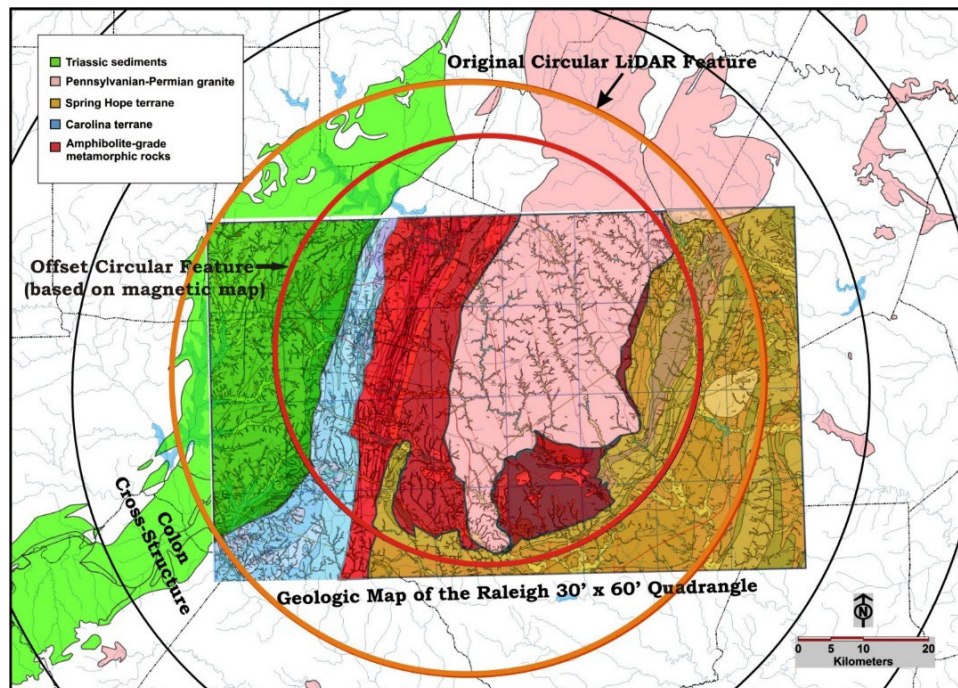 Triassic sediments
Pennsylvanian-Permian granite
Spring Hope terrane
Carolina terrane
Amphibolite-grade
metamorphic rocks
Original Circular LiDAR Feature
Offset Circular Feature
(based on magnetic map)
Colon
Cross-Structure
Geologic Map of the Raleigh 30' x 60' Quadrangle
N
0 5 10 20
Kilometers